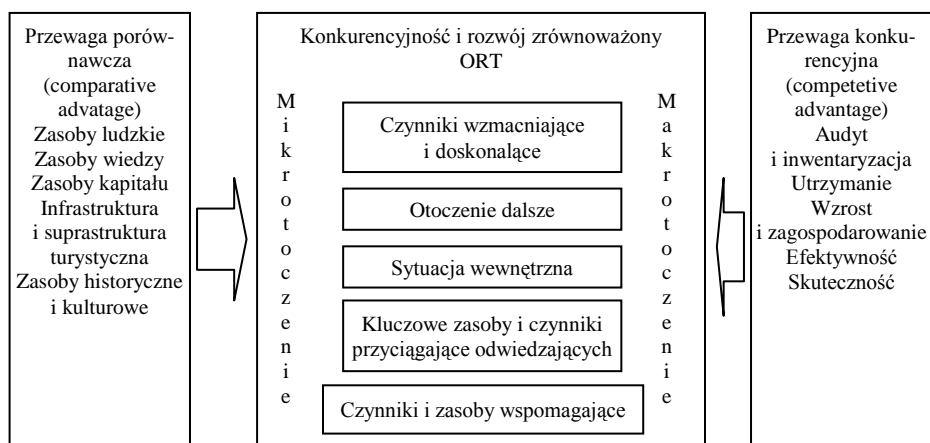 Przewaga porów-
nawcza
(comparative
advatage)
Zasoby ludzkie
Zasoby wiedzy
Zasoby kapitału
Infrastruktura
i suprastruktura
turystyczna
Zasoby historyczne
i kulturowe
Konkurencyjność i rozwój zrównoważony
ORT
M
i
k
r
o
t
o
c
z
e
n
i
e
Czynniki wzmacniające
i doskonalące
Otoczenie dalsze
Sytuacja wewnętrzna
Kluczowe zasoby i czynniki
przyciągające odwiedzających
Czynniki i zasoby wspomagające
M
a
k
r
o
t
o
c
z
e
n
i
e
Przewaga konku-
rencyjna
(competetive
advantage)
Audyt
i inwentaryzacja
Utrzymanie
Wzrost
i zagospodarowanie
Efektywność
Skuteczność